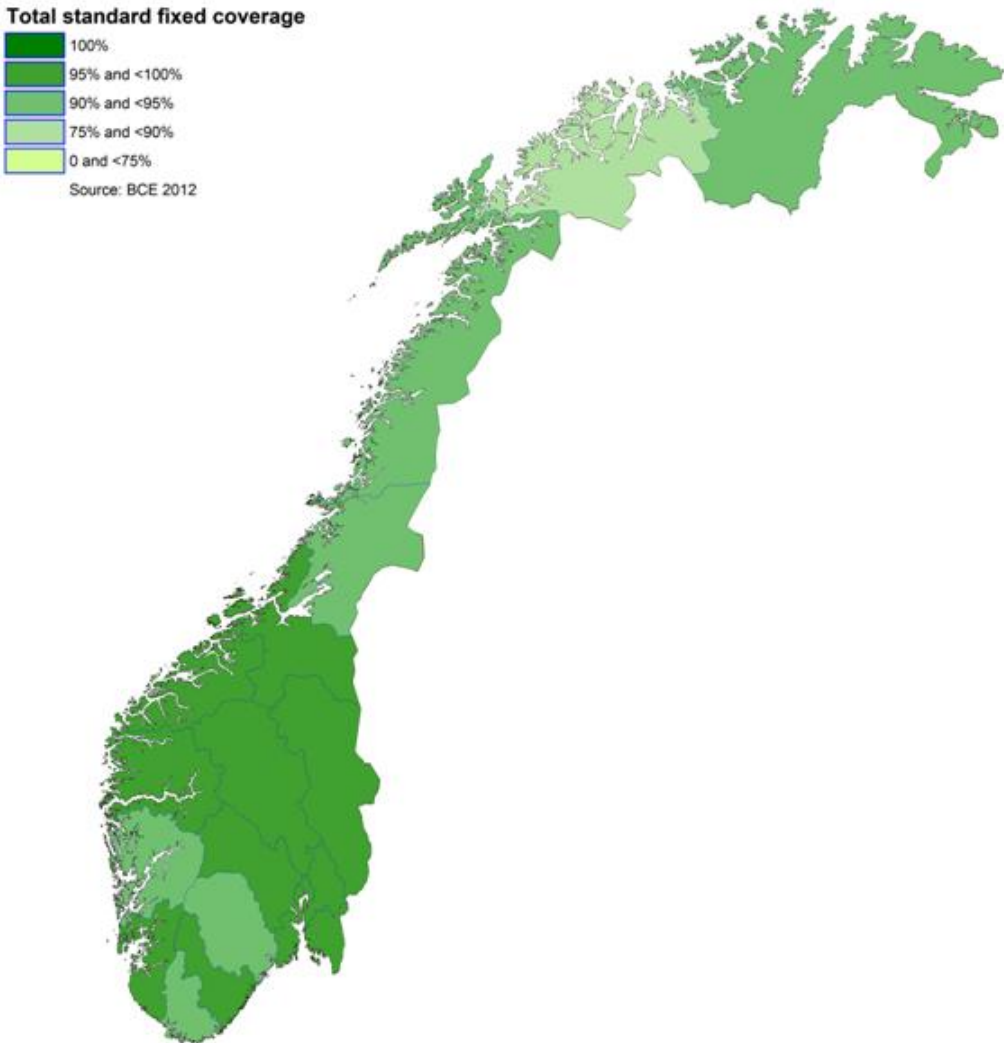 Total standard fixed coverage
100%
95% and <100%
90% and <95%
75% and <90%
0 and <75%
Source: BCE 2012